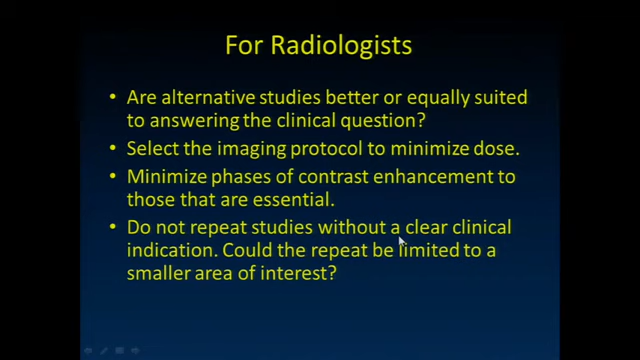 For Radiologists
• Are alternative studies better or equally suited
to answering the clinical question?
• Select the imaging protocol to minimize dose.
• Minimize phases of contrast enhancement to
those that are essential.
• Do not repeat studies without a clear clinical
indication. Could the repeat be limited to a
smaller area of interest?